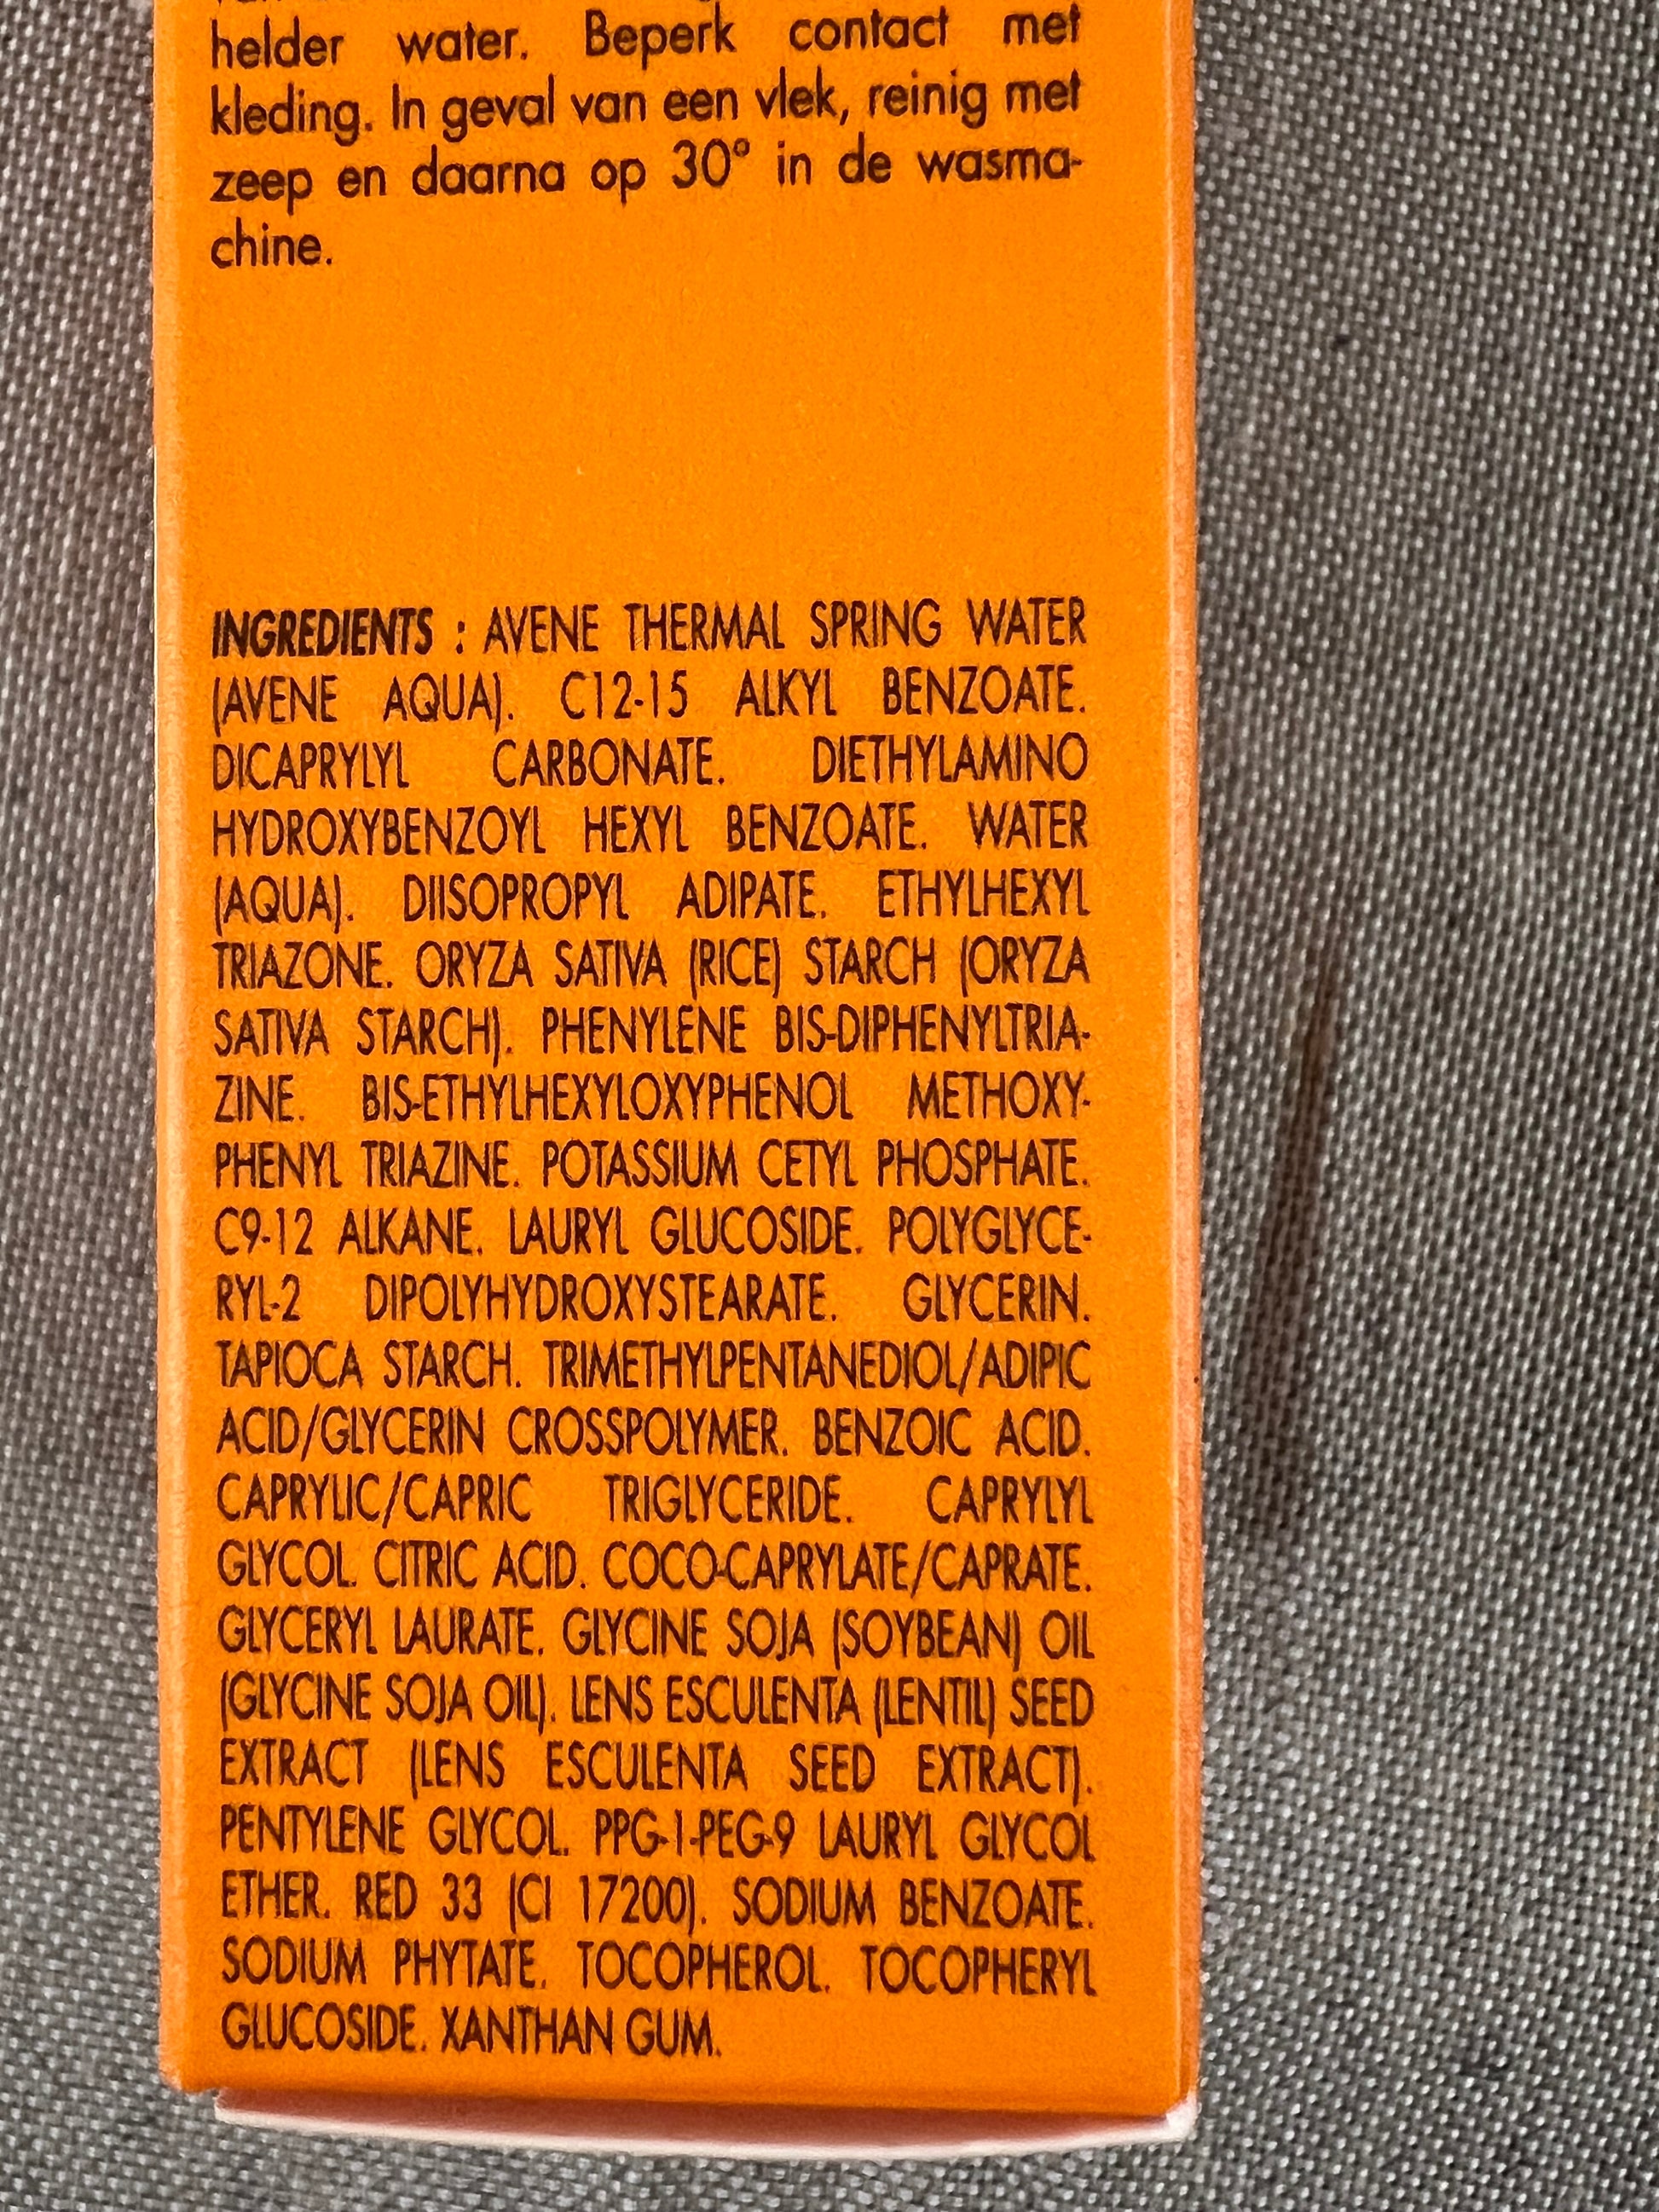 helder water. Beperk contact met
kleding. In geval van een vlek, reinig met
zeep en daarna op 30° in de wasma-
chine.
INGREDIENTS : AVENE THERMAL SPRING WATER
(AVENE AQUA). C12-15 ALKYL BENZOATE.
DICAPRYLYL CARBONATE. DIETHYLAMINO
HYDROXYBENZOYL HEXYL BENZOATE. WATER
(AQUA). DIISOPROPYL ADIPATE. ETHYLHEXYL
TRIAZONE. ORYZA SATIVA (RICE) STARCH (ORYZA
SATIVA STARCH). PHENYLENE BIS-DIPHENYLTRIA-
ZINE. BIS-ETHYLHEXYLOXYPHENOL METHOXY-
PHENYL TRIAZINE. POTASSIUM CETYL PHOSPHATE.
C9-12 ALKANE. LAURYL GLUCOSIDE. POLYGLYCE-
RYL-2 DIPOLYHYDROXYSTEARATE. GLYCERIN.
TAPIOCA STARCH. TRIMETHYLPENTANEDIOL/ADIPIC
ACID/GLYCERIN CROSSPOLYMER. BENZOIC ACID.
CAPRYLIC/CAPRIC TRIGLYCERIDE. CAPRYLYL
GLYCOL. CITRIC ACID. COCO-CAPRYLATE/CAPRATE.
GLYCERYL LAURATE. GLYCINE SOJA (SOYBEAN) OIL
(GLYCINE SOJA OIL). LENS ESCULENTA (LENTIL) SEED
EXTRACT (LENS ESCULENTA SEED EXTRACT).
PENTYLENE GLYCOL. PPG-1-PEG-9 LAURYL GLYCOL
ETHER. RED 33 (CI 17200). SODIUM BENZOATE.
SODIUM PHYTATE. TOCOPHEROL. TOCOPHERYL
GLUCOSIDE. XANTHAN GUM.